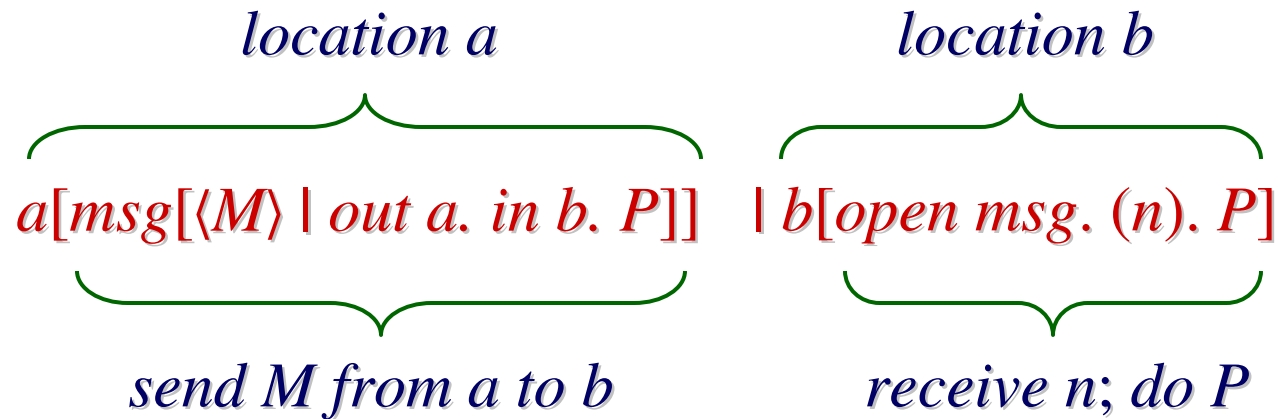 location a location b
a[msg[⟨M⟩ | out a. in b. P]] | b[open msg. (n). P]
send M from a to b receive n; do P